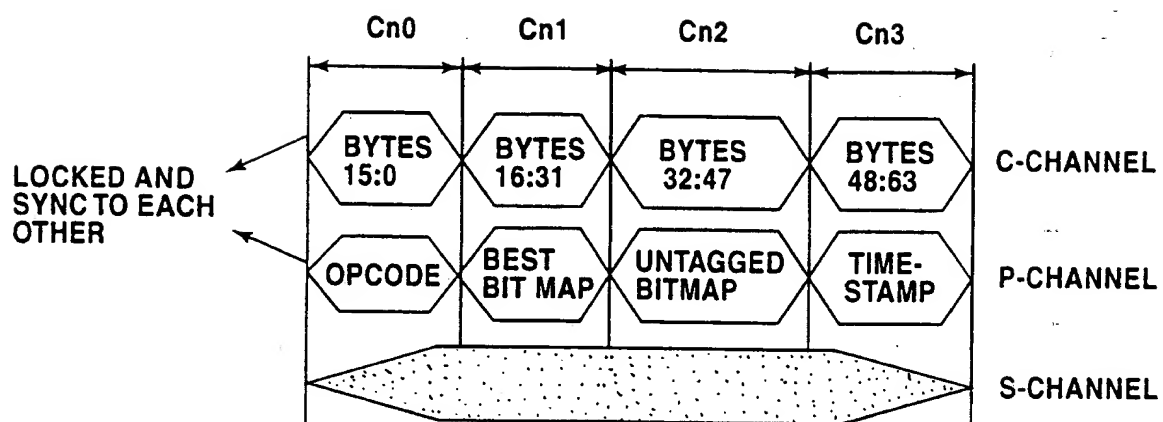 Cn0 Cn1 Cn2 Cn3
BYTES 15:0
BYTES 16:31
BYTES 32:47
BYTES 48:63
C-CHANNEL
LOCKED AND
SYNC TO EACH
OTHER
OPCODE
BEST
BIT MAP
UNTAGGED
BITMAP
TIME-
STAMP
P-CHANNEL
S-CHANNEL